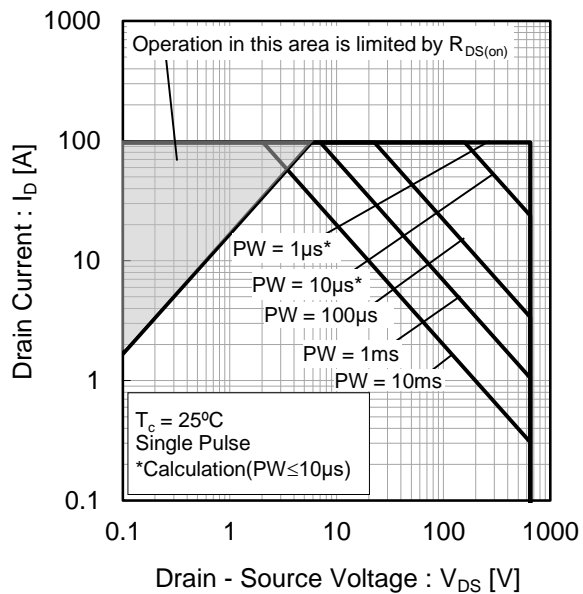 1000
Operation in this area is limited by R_DS(on)
100
10
1
0.1
Drain Current : I_D [A]
PW = 1µs*
PW = 10µs*
PW = 100µs
PW = 1ms
PW = 10ms
T_c = 25ºC
Single Pulse
*Calculation(PW≤10µs)
0.1 1 10 100 1000
Drain - Source Voltage : V_DS [V]